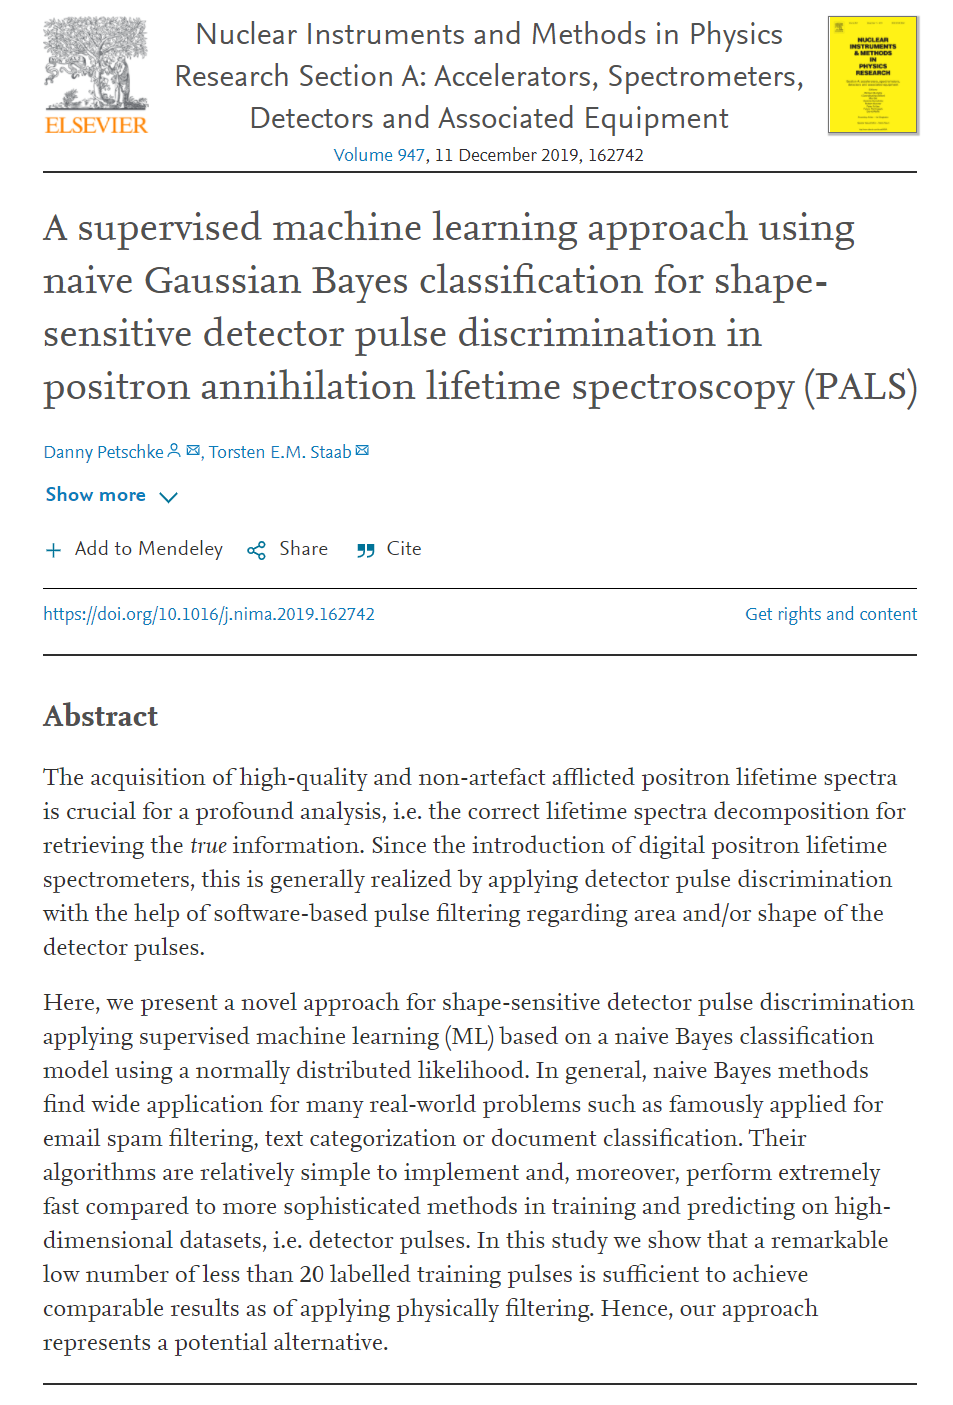 Nuclear Instruments and Methods in Physics
Research Section A: Accelerators, Spectrometers,
Detectors and Associated Equipment
Volume 947, 11 December 2019, 162742
ELSEVIER
NUCLEAR
INSTRUMENTS
& METHODS
IN
PHYSICS
RESEARCH
A supervised machine learning approach using
naive Gaussian Bayes classification for shape-
sensitive detector pulse discrimination in
positron annihilation lifetime spectroscopy (PALS)
Danny Petschke, Torsten E.M. Staab
Show more
Add to Mendeley Share Cite
https://doi.org/10.1016/j.nima.2019.162742 Get rights and content
Abstract
The acquisition of high-quality and non-artefact afflicted positron lifetime spectra
is crucial for a profound analysis, i.e. the correct lifetime spectra decomposition for
retrieving the true information. Since the introduction of digital positron lifetime
spectrometers, this is generally realized by applying detector pulse discrimination
with the help of software-based pulse filtering regarding area and/or shape of the
detector pulses.
Here, we present a novel approach for shape-sensitive detector pulse discrimination
applying supervised machine learning (ML) based on a naive Bayes classification
model using a normally distributed likelihood. In general, naive Bayes methods
find wide application for many real-world problems such as famously applied for
email spam filtering, text categorization or document classification. Their
algorithms are relatively simple to implement and, moreover, perform extremely
fast compared to more sophisticated methods in training and predicting on high-
dimensional datasets, i.e. detector pulses. In this study we show that a remarkable
low number of less than 20 labelled training pulses is sufficient to achieve
comparable results as of applying physically filtering. Hence, our approach
represents a potential alternative.